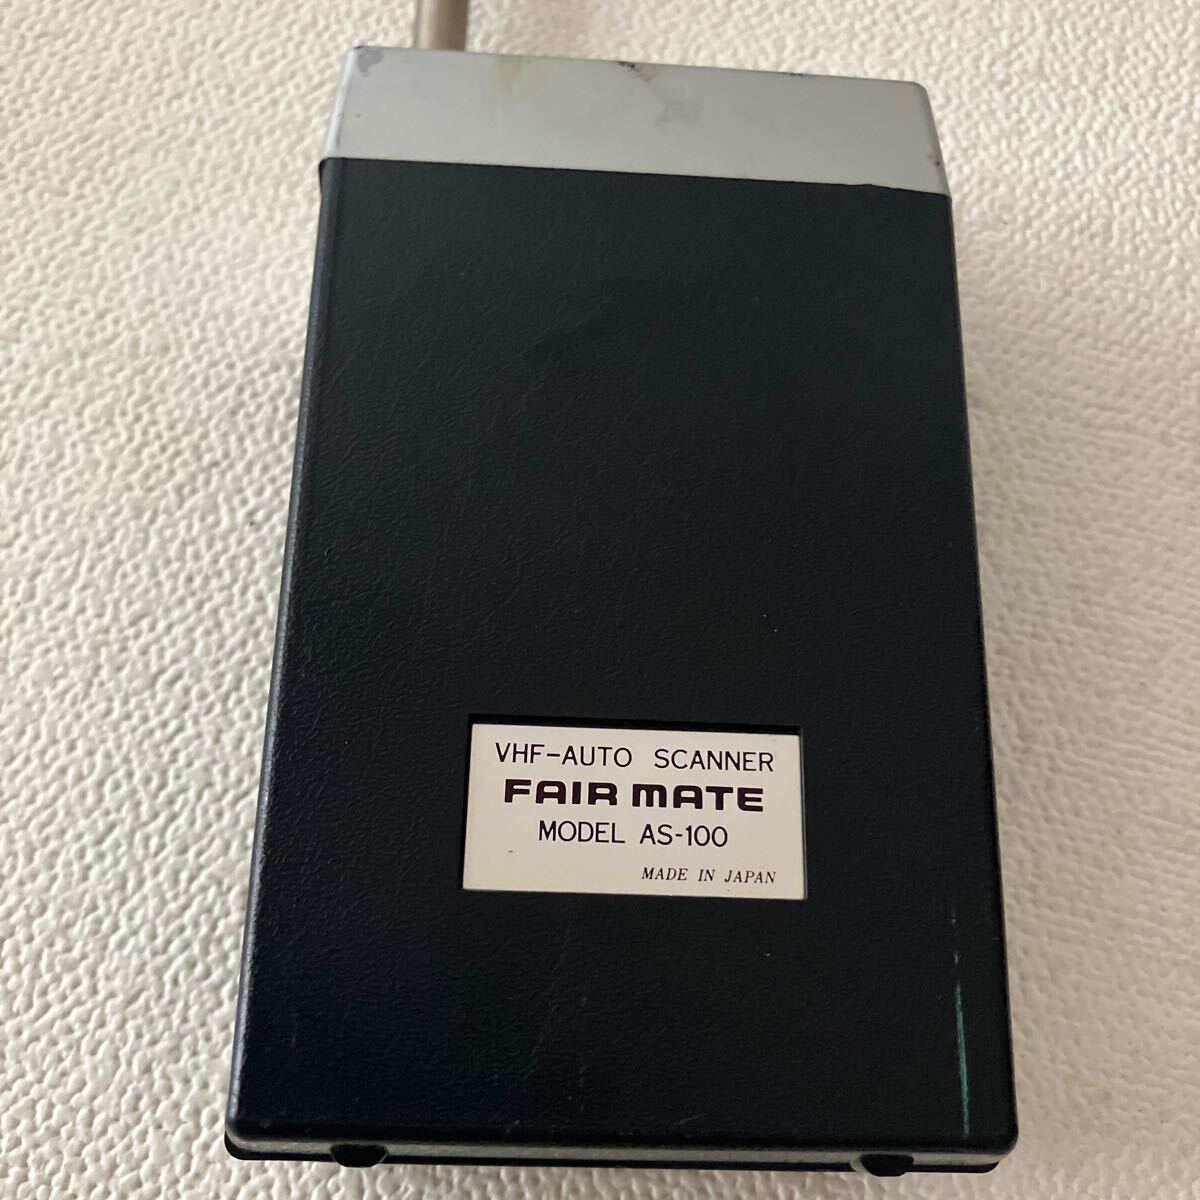 VHF-AUTO SCANNER
FAIR MATE
MODEL AS-100
MADE IN JAPAN